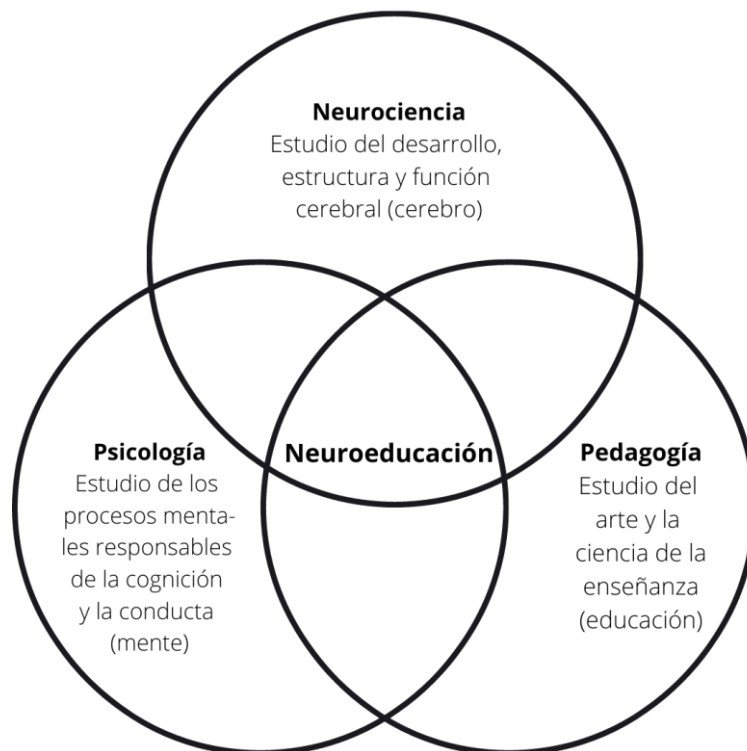 Neurociencia
Estudio del desarrollo,
estructura y función
cerebral (cerebro)
Psicología
Estudio de los
procesos menta-
les responsables
de la cognición
y la conducta
(mente)
Neuroeducación
Pedagogía
Estudio del
arte y la
ciencia de la
enseñanza
(educación)